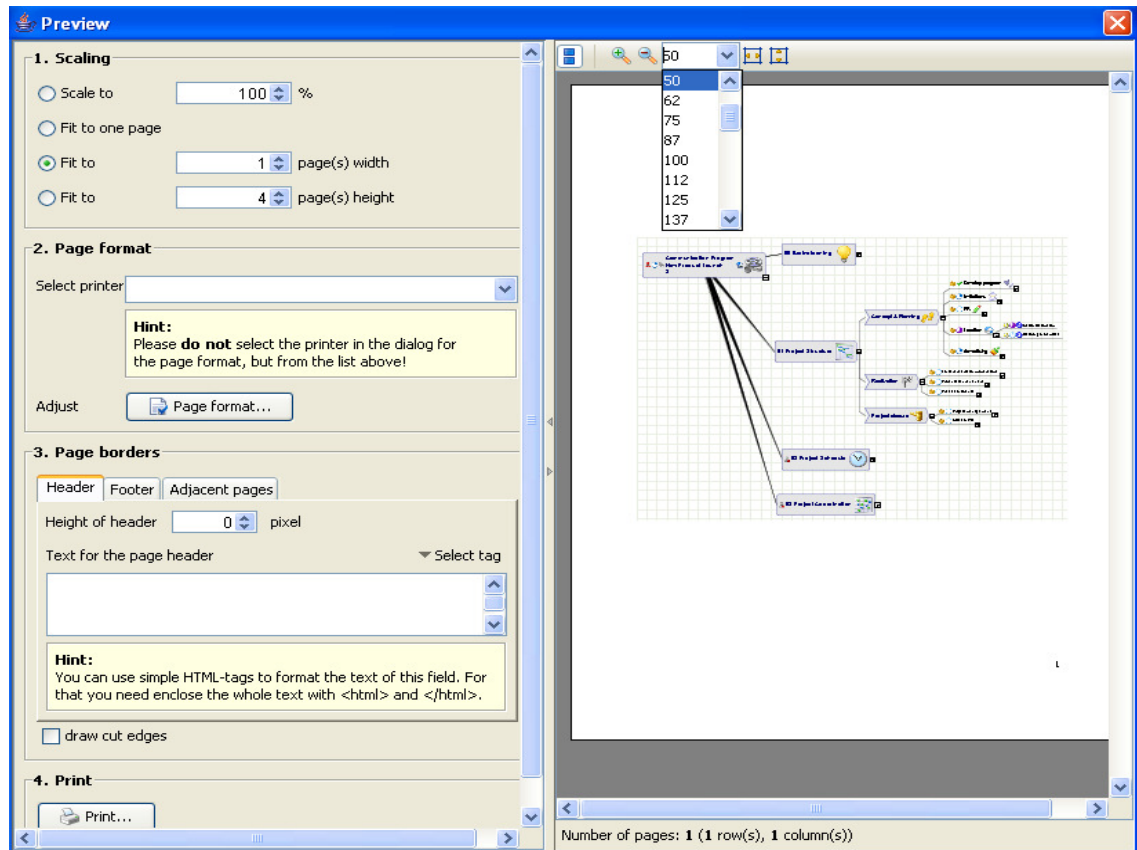 Preview
1. Scaling
Scale to 100 %
Fit to one page
Fit to 1 page(s) width
Fit to 4 page(s) height
2. Page format
Select printer
Hint:
Please do not select the printer in the dialog for
the page format, but from the list above!
Adjust Page format...
3. Page borders
Header Footer Adjacent pages
Height of header 0 pixel
Text for the page header Select tag
Hint:
You can use simple HTML-tags to format the text of this field. For
that you need enclose the whole text with <html> and </html>.
draw cut edges
4. Print
Print...
50
50
62
75
87
100
112
125
137
Project Structure
Project Schedule
1
Number of pages: 1 (1 row(s), 1 column(s))